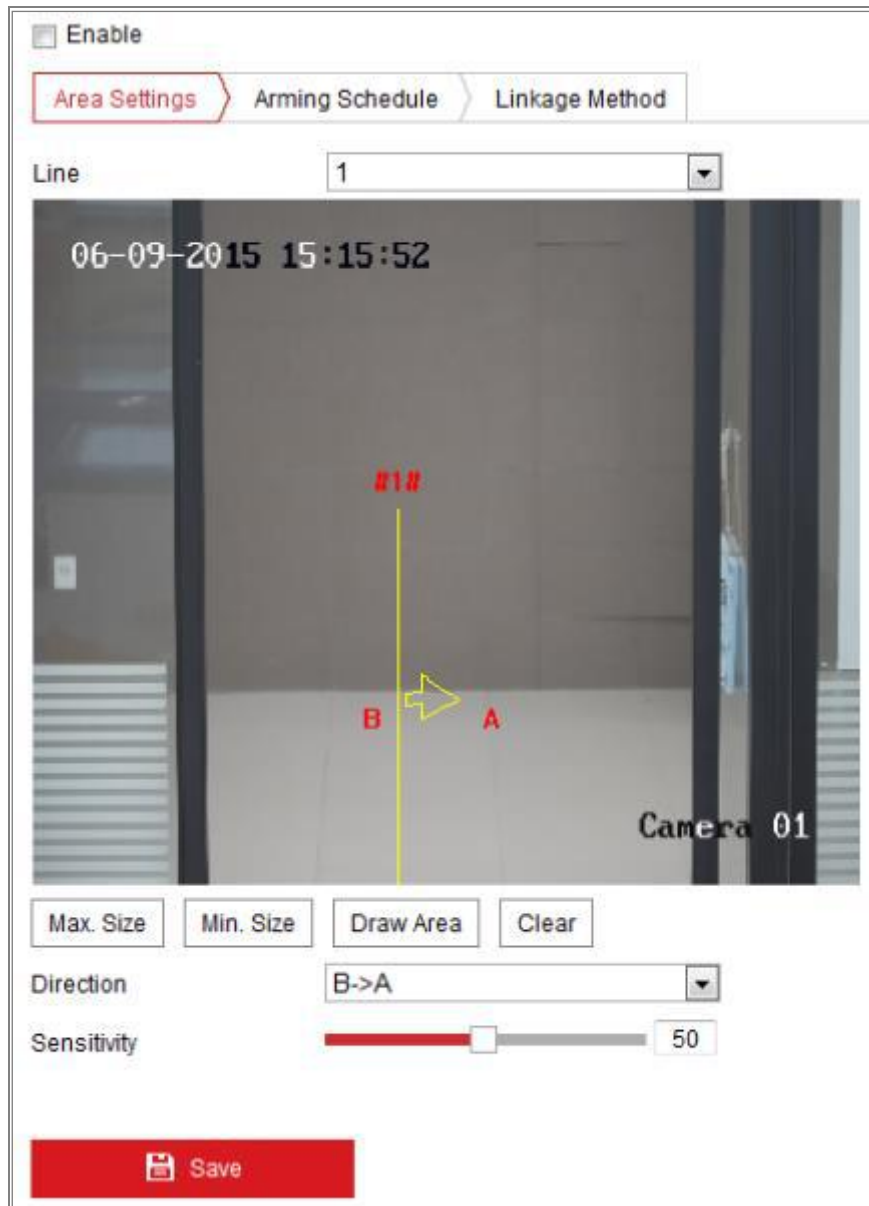 Enable
Area Settings Arming Schedule Linkage Method
Line 1
06-09-2015 15:15:52
#1#
B A
Camera 01
Max. Size Min. Size Draw Area Clear
Direction B->A
Sensitivity 50
Save